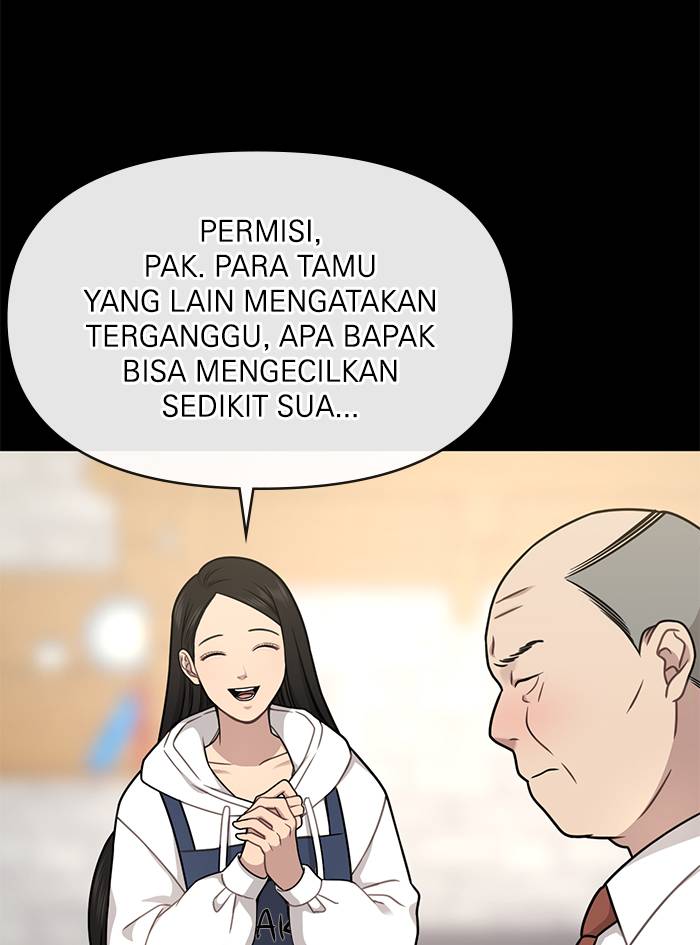 PERMISI,
PAK. PARA TAMU
YANG LAIN MENGATAKAN
TERGANGGU, APA BAPAK
BISA MENGECILKAN
SEDIKIT SUA...